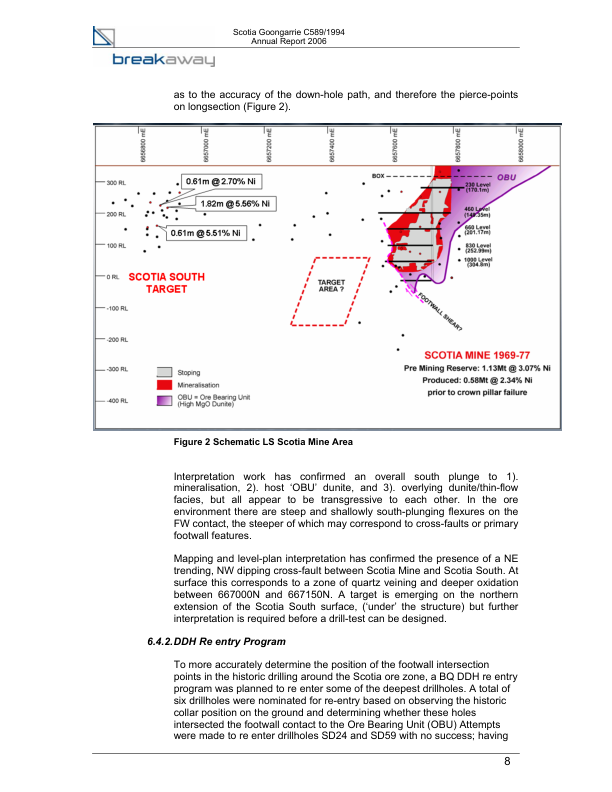 Scotia Goongarrie C589/1994
Annual Report 2006
breakaway
as to the accuracy of the down-hole path, and therefore the pierce-points
on longsection (Figure 2).
6656800 mE
6657000 mE
6657200 mE
6657400 mE
6657600 mE
6657800 mE
6658000 mE
300 RL
200 RL
100 RL
0 RL
-100 RL
-200 RL
-300 RL
-400 RL
0.61m @ 2.70% Ni
1.82m @ 5.56% Ni
0.61m @ 5.51% Ni
SCOTIA SOUTH
TARGET
TARGET
AREA ?
BOX
OBU
230 Level
(170.1m)
460 Level
(149.35m)
660 Level
(201.17m)
830 Level
(252.99m)
1000 Level
(304.8m)
FOOTWALL SHEAR?
SCOTIA MINE 1969-77
Pre Mining Reserve: 1.13Mt @ 3.07% Ni
Produced: 0.58Mt @ 2.34% Ni
prior to crown pillar failure
Stoping
Mineralisation
OBU = Ore Bearing Unit
(High MgO Dunite)
Figure 2 Schematic LS Scotia Mine Area
Interpretation work has confirmed an overall south plunge to 1).
mineralisation, 2). host ‘OBU’ dunite, and 3). overlying dunite/thin-flow
facies, but all appear to be transgressive to each other. In the ore
environment there are steep and shallowly south-plunging flexures on the
FW contact, the steeper of which may correspond to cross-faults or primary
footwall features.
Mapping and level-plan interpretation has confirmed the presence of a NE
trending, NW dipping cross-fault between Scotia Mine and Scotia South. At
surface this corresponds to a zone of quartz veining and deeper oxidation
between 667000N and 667150N. A target is emerging on the northern
extension of the Scotia South surface, (‘under’ the structure) but further
interpretation is required before a drill-test can be designed.
6.4.2. DDH Re entry Program
To more accurately determine the position of the footwall intersection
points in the historic drilling around the Scotia ore zone, a BQ DDH re entry
program was planned to re enter some of the deepest drillholes. A total of
six drillholes were nominated for re-entry based on observing the historic
collar position on the ground and determining whether these holes
intersected the footwall contact to the Ore Bearing Unit (OBU) Attempts
were made to re enter drillholes SD24 and SD59 with no success; having
8